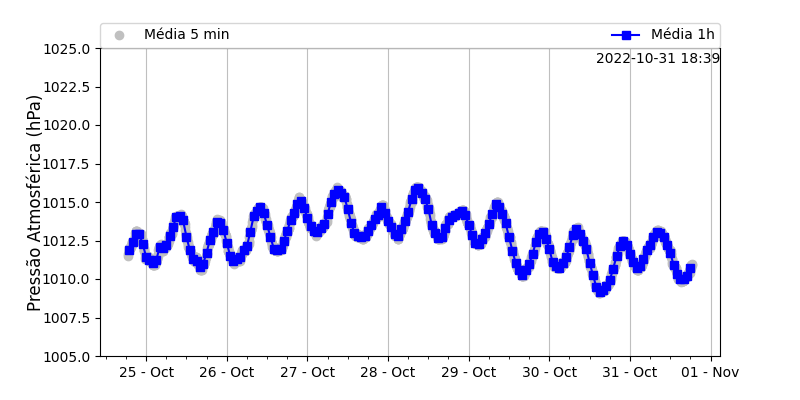 Média 5 min
Média 1h
2022-10-31 18:39
Pressão Atmosférica (hPa)
1025.0
1022.5
1020.0
1017.5
1015.0
1012.5
1010.0
1007.5
1005.0
25 - Oct
26 - Oct
27 - Oct
28 - Oct
29 - Oct
30 - Oct
31 - Oct
01 - Nov